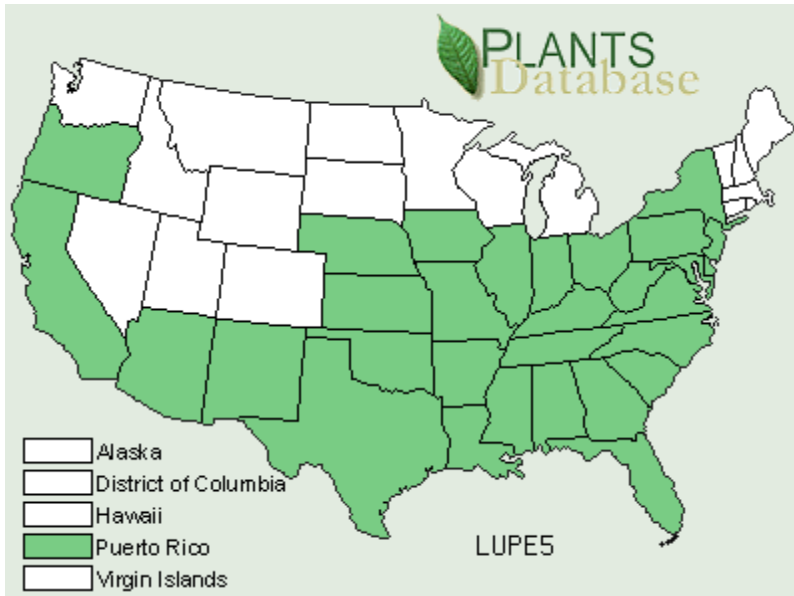 PLANTS
Database
Alaska
District of Columbia
Hawaii
Puerto Rico
Virgin Islands
LUPE5